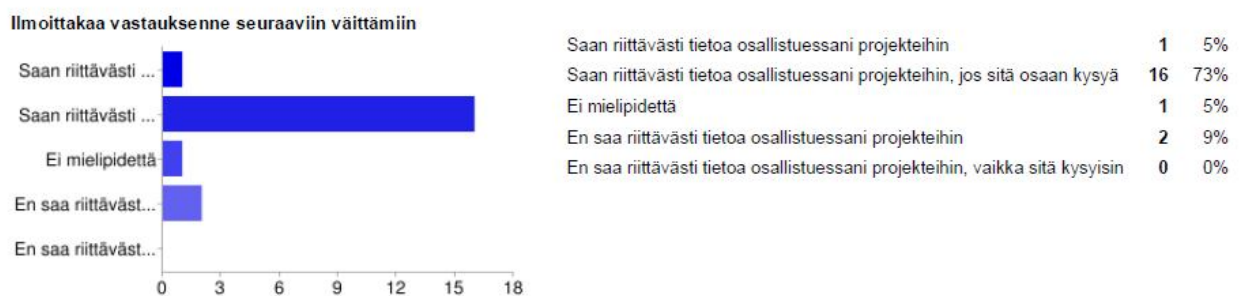 Ilmoittakaa vastauksenne seuraaviin väittämiin
Saan riittävästi ...
Saan riittävästi ...
Ei mielipidettä
En saa riittäväst...
En saa riittäväst...
0 3 6 9 12 15 18
Saan riittävästi tietoa osallistuessani projekteihin 1 5%
Saan riittävästi tietoa osallistuessani projekteihin, jos sitä osaan kysyä 16 73%
Ei mielipidettä 1 5%
En saa riittävästi tietoa osallistuessani projekteihin 2 9%
En saa riittävästi tietoa osallistuessani projekteihin, vaikka sitä kysyisin 0 0%